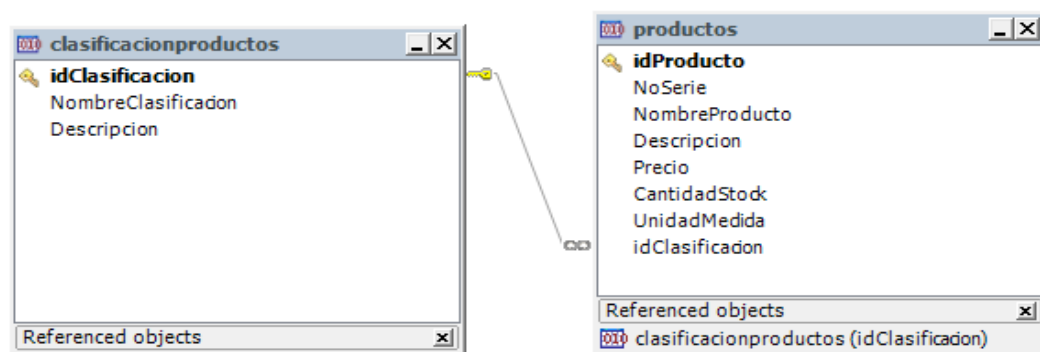 clasificacionproductos
idClasificacion
NombreClasificacion
Descripcion
Referenced objects
productos
idProducto
NoSerie
NombreProducto
Descripcion
Precio
CantidadStock
UnidadMedida
idClasificacion
Referenced objects
clasificacionproductos (idClasificacion)